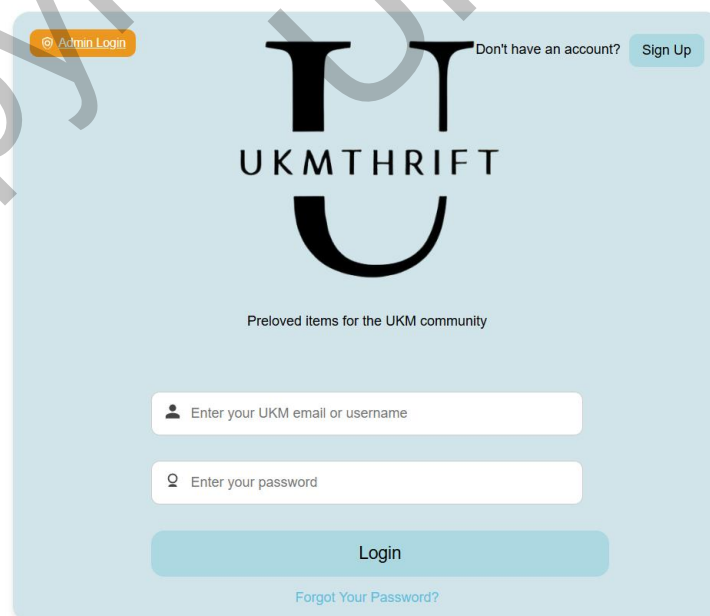 Admin Login
Don't have an account?
Sign Up
UKMTHRIFT
Preloved items for the UKM community
Enter your UKM email or username
Enter your password
Login
Forgot Your Password?